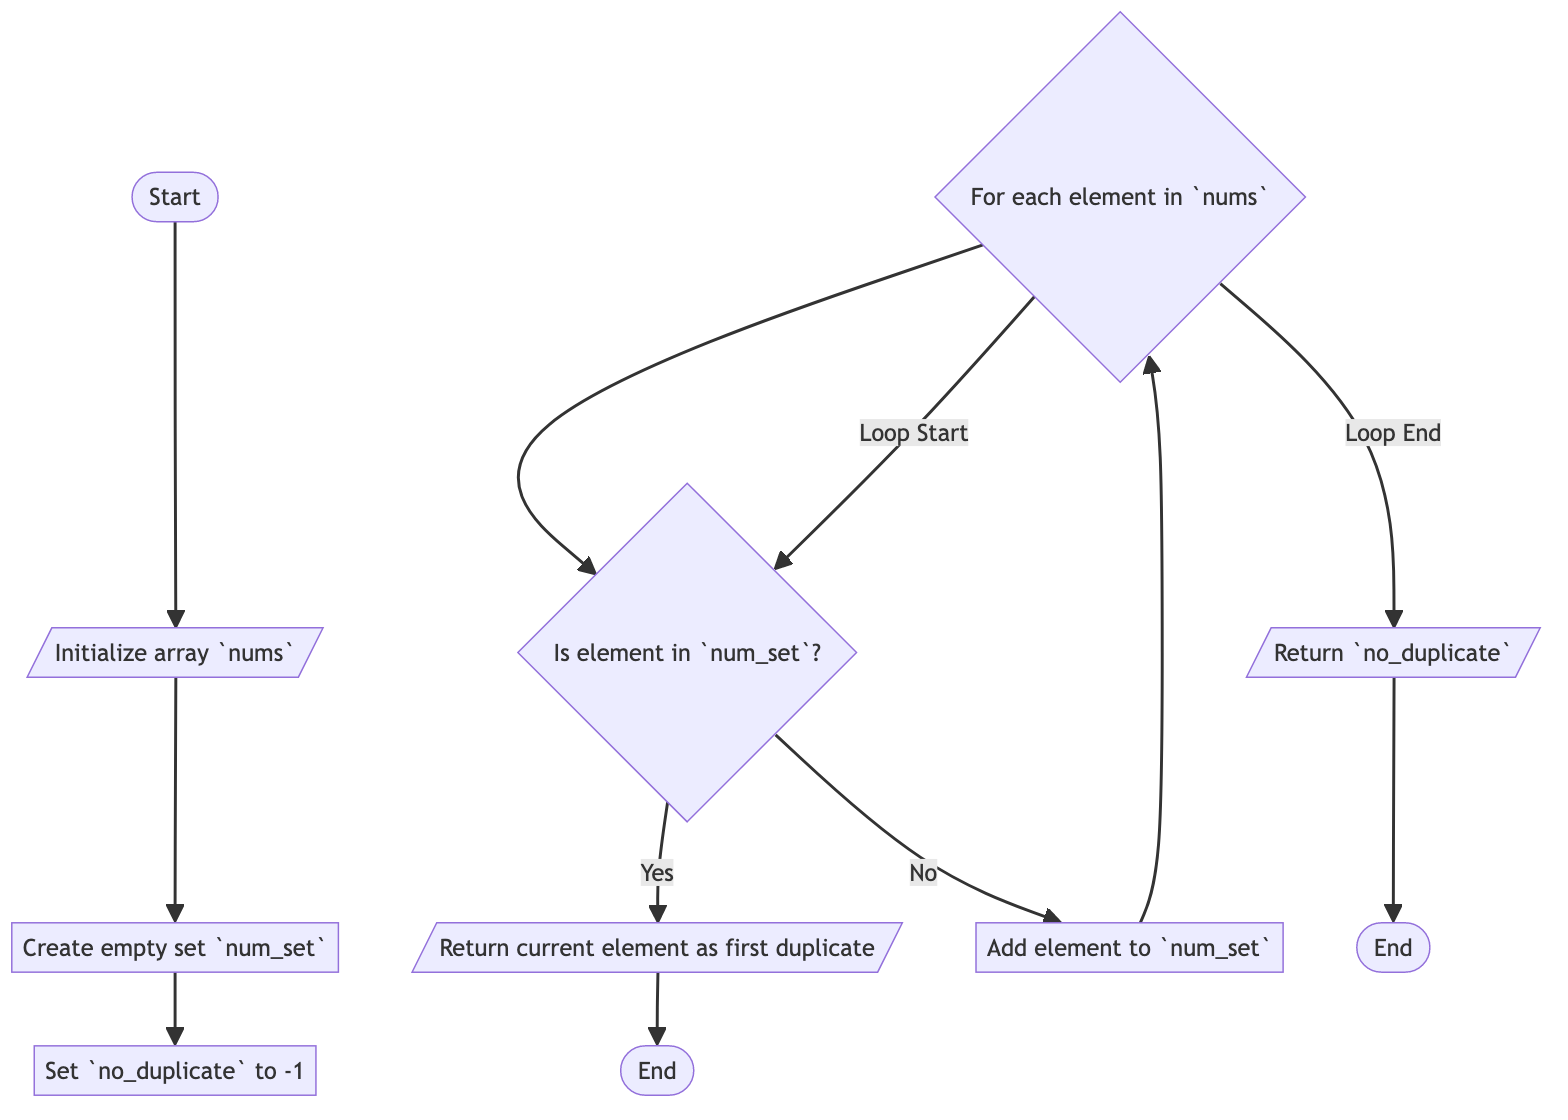 Start
Initialize array `nums`
Create empty set `num_set`
Set `no_duplicate` to -1
For each element in `nums`
Loop Start
Loop End
Is element in `num_set`?
Return `no_duplicate`
Yes
No
Return current element as first duplicate
Add element to `num_set`
End
End